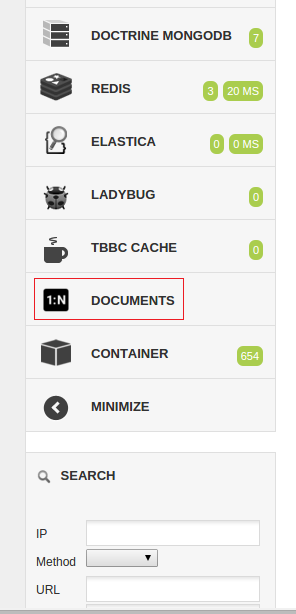 DOCTRINE MONGODB 7
REDIS 3 20 MS
ELASTICA 0 0 MS
LADYBUG 0
TBBC CACHE 0
1:N DOCUMENTS
CONTAINER 654
MINIMIZE
SEARCH
IP
Method
URL